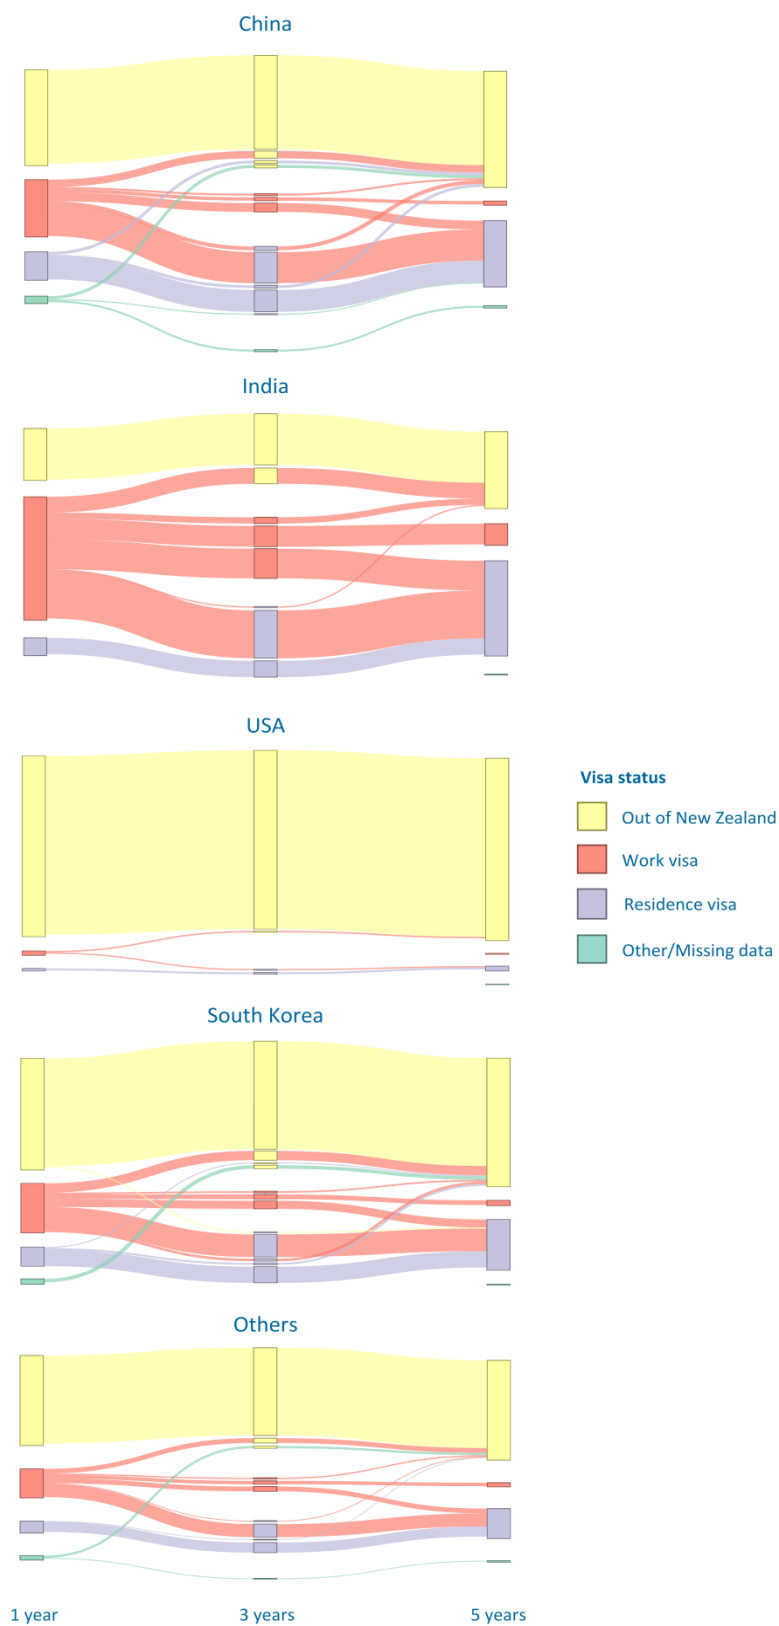 China
India
USA
Visa status
Out of New Zealand
Work visa
Residence visa
Other/Missing data
South Korea
Others
1 year
3 years
5 years